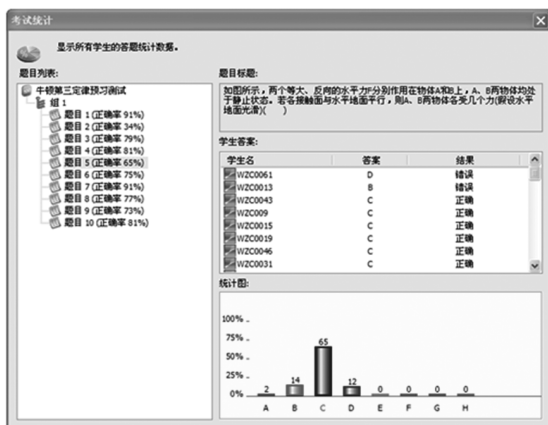 考试统计
显示所有学生的答题统计数据。
题目列表:
牛顿第三定律预习测试
组 1
题目 1 (正确率 91%)
题目 2 (正确率 34%)
题目 3 (正确率 79%)
题目 4 (正确率 81%)
题目 5 (正确率 65%)
题目 6 (正确率 75%)
题目 7 (正确率 91%)
题目 8 (正确率 77%)
题目 9 (正确率 73%)
题目 10 (正确率 81%)
题目标题:
如图所示，两个等大、反向的水平力F分别作用在物体A和B上，A、B两物体均处
于静止状态。若各接触面与水平地面平行，则A、B两物体各受几个力(假设水平
地面光滑)( )
学生答案:
学生名 答案 结果
WZC0061 D 错误
WZC0013 B 错误
WZC0043 C 正确
WZC009 C 正确
WZC0015 C 正确
WZC0019 C 正确
WZC0046 C 正确
WZC0031 C 正确
统计图:
100%
75%
50%
25%
0%
2 14 65 12 0 0 0 0
A B C D E F G H